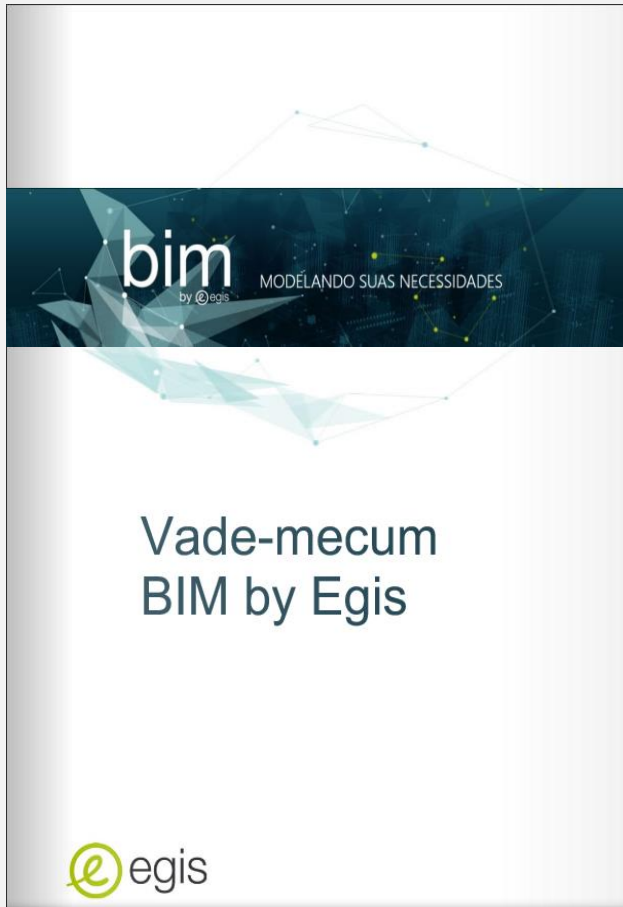 bim
by egis
MODELANDO SUAS NECESSIDADES
Vade-mecum
BIM by Egis
egis